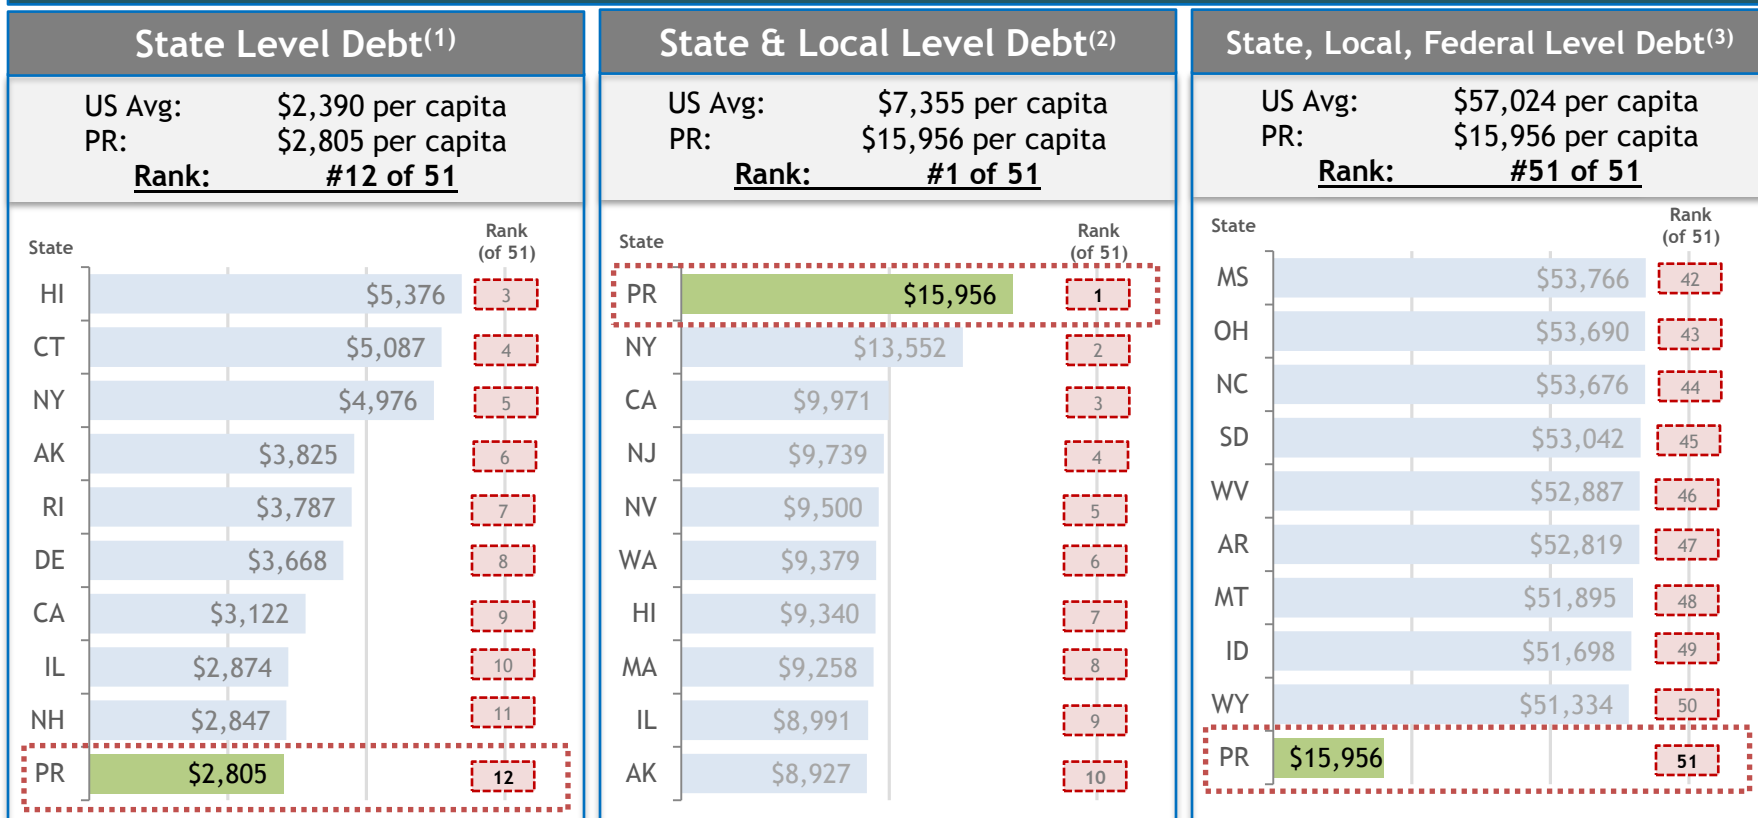 State Level Debt(1)
US Avg: $2,390 per capita
PR: $2,805 per capita
Rank: #12 of 51
State Rank
(of 51)
HI $5,376 3
CT $5,087 4
NY $4,976 5
AK $3,825 6
RI $3,787 7
DE $3,668 8
CA $3,122 9
IL $2,874 10
NH $2,847 11
PR $2,805 12
State & Local Level Debt(2)
US Avg: $7,355 per capita
PR: $15,956 per capita
Rank: #1 of 51
State Rank
(of 51)
PR $15,956 1
NY $13,552 2
CA $9,971 3
NJ $9,739 4
NV $9,500 5
WA $9,379 6
HI $9,340 7
MA $9,258 8
IL $8,991 9
AK $8,927 10
State, Local, Federal Level Debt(3)
US Avg: $57,024 per capita
PR: $15,956 per capita
Rank: #51 of 51
State Rank
(of 51)
MS $53,766 42
OH $53,690 43
NC $53,676 44
SD $53,042 45
WV $52,887 46
AR $52,819 47
MT $51,895 48
ID $51,698 49
WY $51,334 50
PR $15,956 51